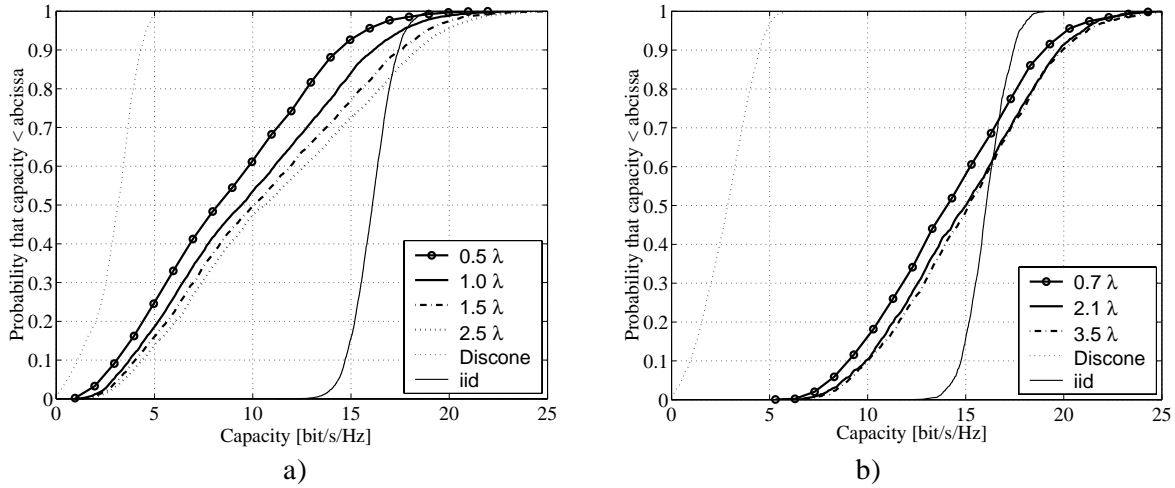 Probability that capacity < abcissa
1
0.9
0.8
0.7
0.6
0.5
0.4
0.3
0.2
0.1
0
0.5 λ
1.0 λ
1.5 λ
2.5 λ
Discone
iid
0 5 10 15 20 25
Capacity [bit/s/Hz]
a)
Probability that capacity < abcissa
1
0.9
0.8
0.7
0.6
0.5
0.4
0.3
0.2
0.1
0
0.7 λ
2.1 λ
3.5 λ
Discone
iid
0 5 10 15 20 25
Capacity [bit/s/Hz]
b)